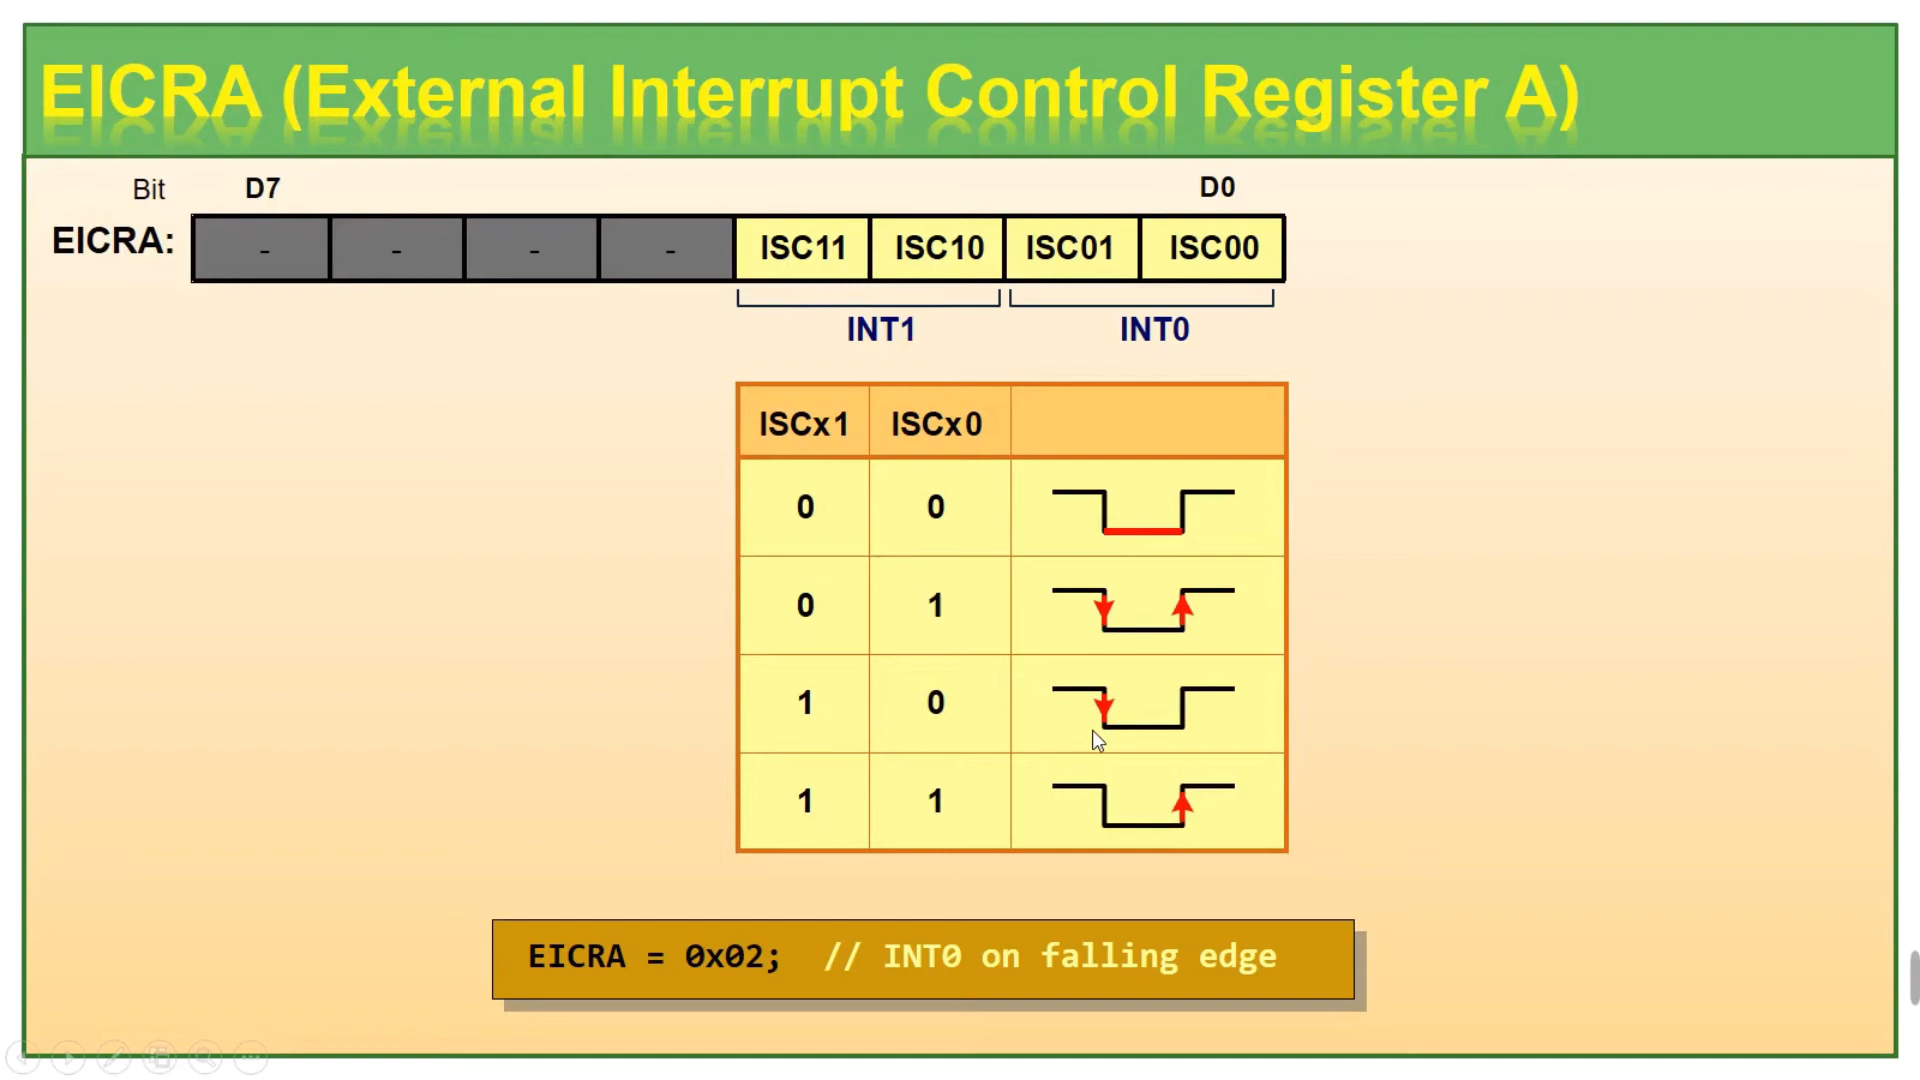 EICRA (External Interrupt Control Register A)
Bit D7 D0
EICRA: - - - - ISC11 ISC10 ISC01 ISC00
INT1 INT0
ISCx1 ISCx0
0 0
0 1
1 0
1 1
EICRA = 0x02; // INT0 on falling edge